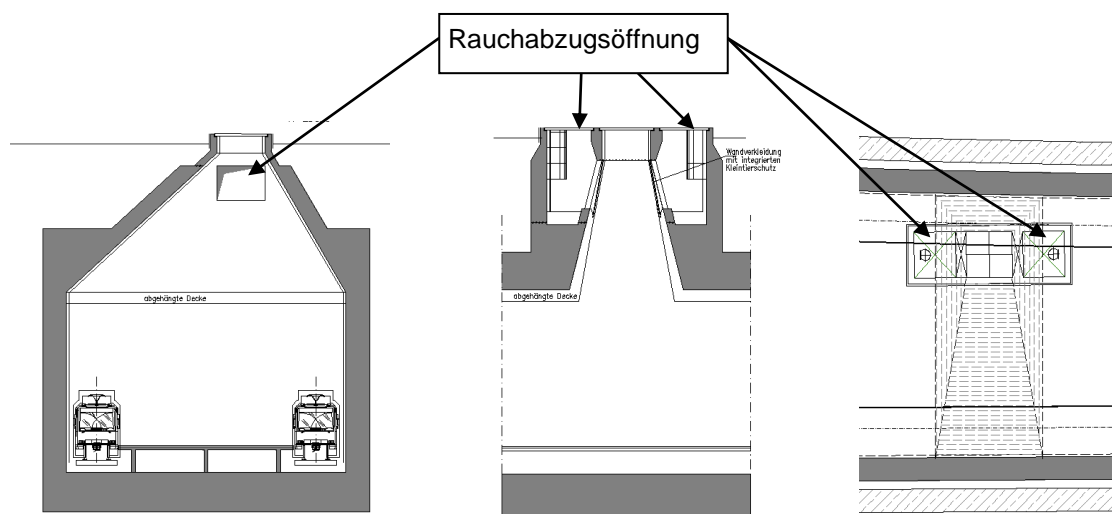 Rauchabzugsöffnung
Wandverkleidung
mit integrierten
Kleintierschutz
abgehängte Decke
abgehängte Decke